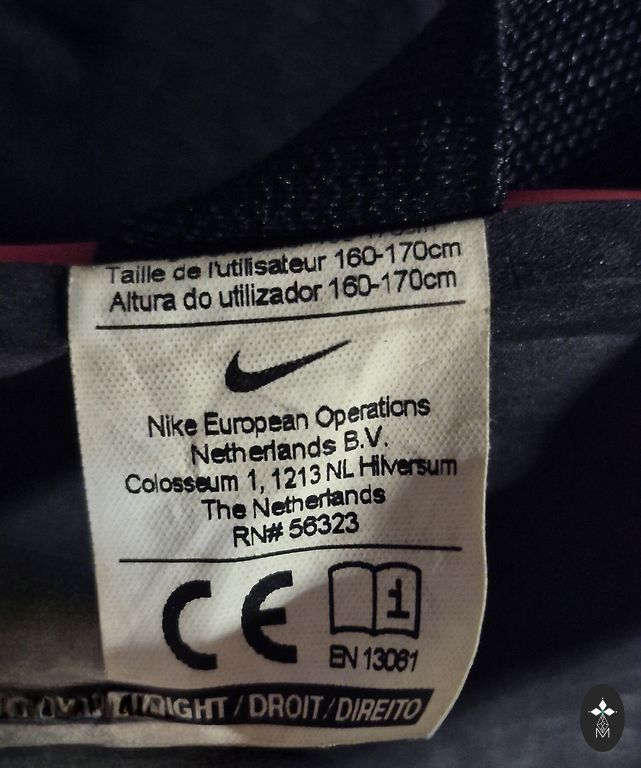 Taille de l'utilisateur 160-170cm
Altura do utilizador 160-170cm
Nike European Operations
Netherlands B.V.
Colosseum 1, 1213 NL Hilversum
The Netherlands
RN# 56323
CE
i
EN 13061
RIGHT / DROIT / DIREITO